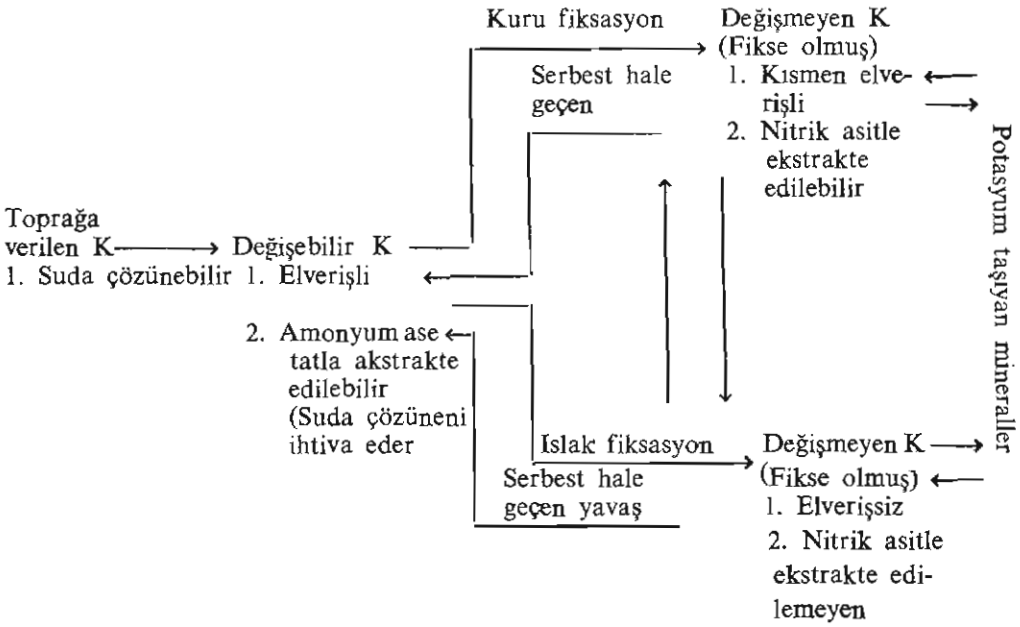 Kuru fiksasyon
Değişmeyen K
(Fikse olmuş)
Serbest hale
geçen
1. Kısmen elve-
rişli
2. Nitrik asitle
ekstrakte
edilebilir
Potasyum taşıyan mineraller
Toprağa
verilen K
1. Suda çözünebilir
Değişebilir K
1. Elverişli
2. Amonyum ase
tatla akstrakte
edilebilir
(Suda çözüneni
ihtiva eder
Islak fiksasyon
Serbest hale
geçen yavaş
Değişmeyen K
(Fikse olmuş)
1. Elverişsiz
2. Nitrik asitle
ekstrakte edi-
lemeyen